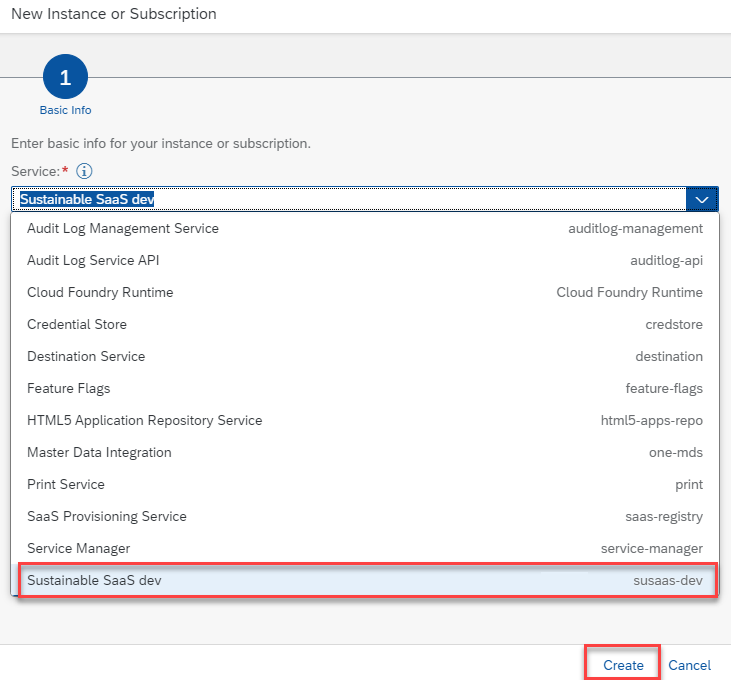 New Instance or Subscription
1
Basic Info
Enter basic info for your instance or subscription.
Service:*
Sustainable SaaS dev
Audit Log Management Service auditlog-management
Audit Log Service API auditlog-api
Cloud Foundry Runtime Cloud Foundry Runtime
Credential Store credstore
Destination Service destination
Feature Flags feature-flags
HTML5 Application Repository Service html5-apps-repo
Master Data Integration one-mds
Print Service print
SaaS Provisioning Service saas-registry
Service Manager service-manager
Sustainable SaaS dev susaas-dev
Create Cancel